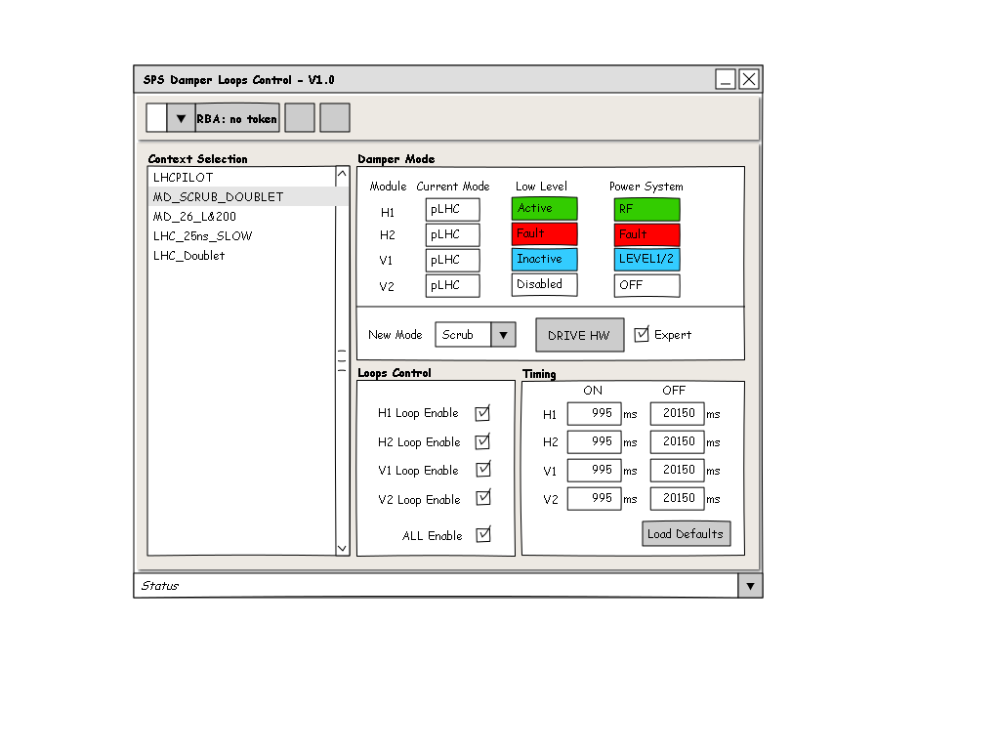 SPS Damper Loops Control - V1.0
RBA: no token
Context Selection
LHCPILOT
MD_SCRUB_DOUBLET
MD_26_L&200
LHC_25ns_SLOW
LHC_Doublet
Damper Mode
Module Current Mode Low Level Power System
H1 pLHC Active RF
H2 pLHC Fault Fault
V1 pLHC Inactive LEVEL1/2
V2 pLHC Disabled OFF
New Mode Scrub DRIVE HW Expert
Loops Control
H1 Loop Enable
H2 Loop Enable
V1 Loop Enable
V2 Loop Enable
ALL Enable
Timing
ON OFF
H1 995 ms 20150 ms
H2 995 ms 20150 ms
V1 995 ms 20150 ms
V2 995 ms 20150 ms
Load Defaults
Status